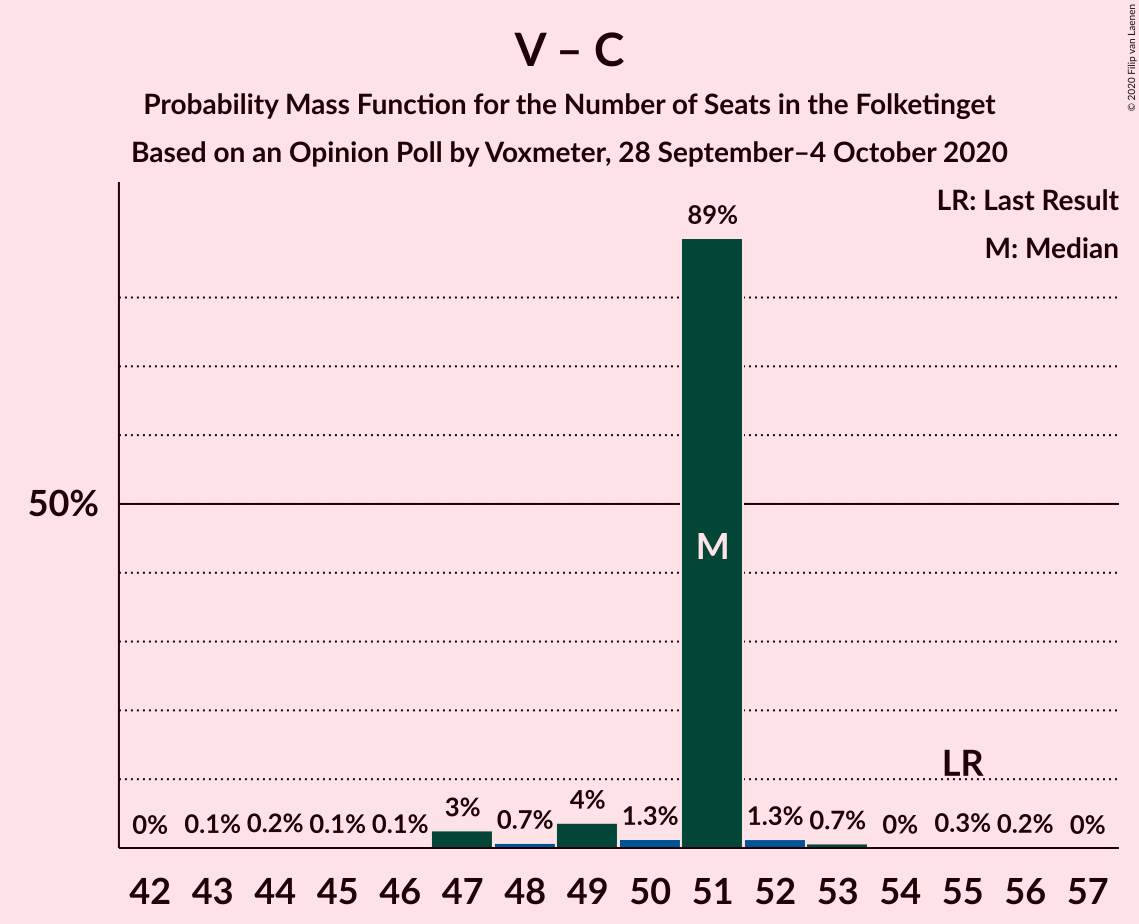 V – C
Probability Mass Function for the Number of Seats in the Folketinget
Based on an Opinion Poll by Voxmeter, 28 September–4 October 2020
© 2020 Filip van Laenen
LR: Last Result
M: Median
89%
50%
M
LR
0% 0.1% 0.2% 0.1% 0.1% 3% 0.7% 4% 1.3% 1.3% 0.7% 0% 0.3% 0.2% 0%
42 43 44 45 46 47 48 49 50 51 52 53 54 55 56 57